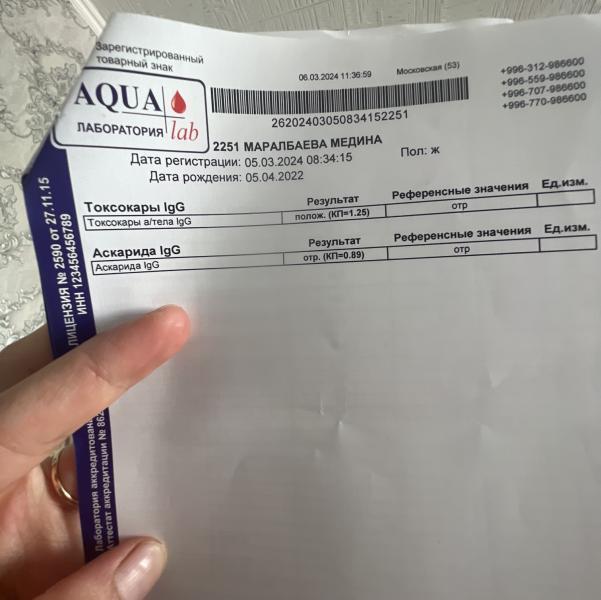 Зарегистрированный
товарный знак
AQUA lab
ЛАБОРАТОРИЯ
06.03.2024 11:36:59 Московская (53)
26202403050834152251
+996-312-986600
+996-559-986600
+996-707-986600
+996-770-986600
2251 МАРАЛБАЕВА МЕДИНА
Дата регистрации: 05.03.2024 08:34:15 Пол: ж
Дата рождения: 05.04.2022
Токсокары IgG Результат Референсные значения Ед.изм.
Токсокары а/тела IgG полож. (КП=1.25) отр
Аскарида IgG Результат Референсные значения Ед.изм.
Аскарида IgG отр. (КП=0.89) отр
ЛИЦЕНЗИЯ № 2590 от 27.11.15
ИНН 123456456789
Лаборатория аккредитована
Аттестат аккредитации № 862